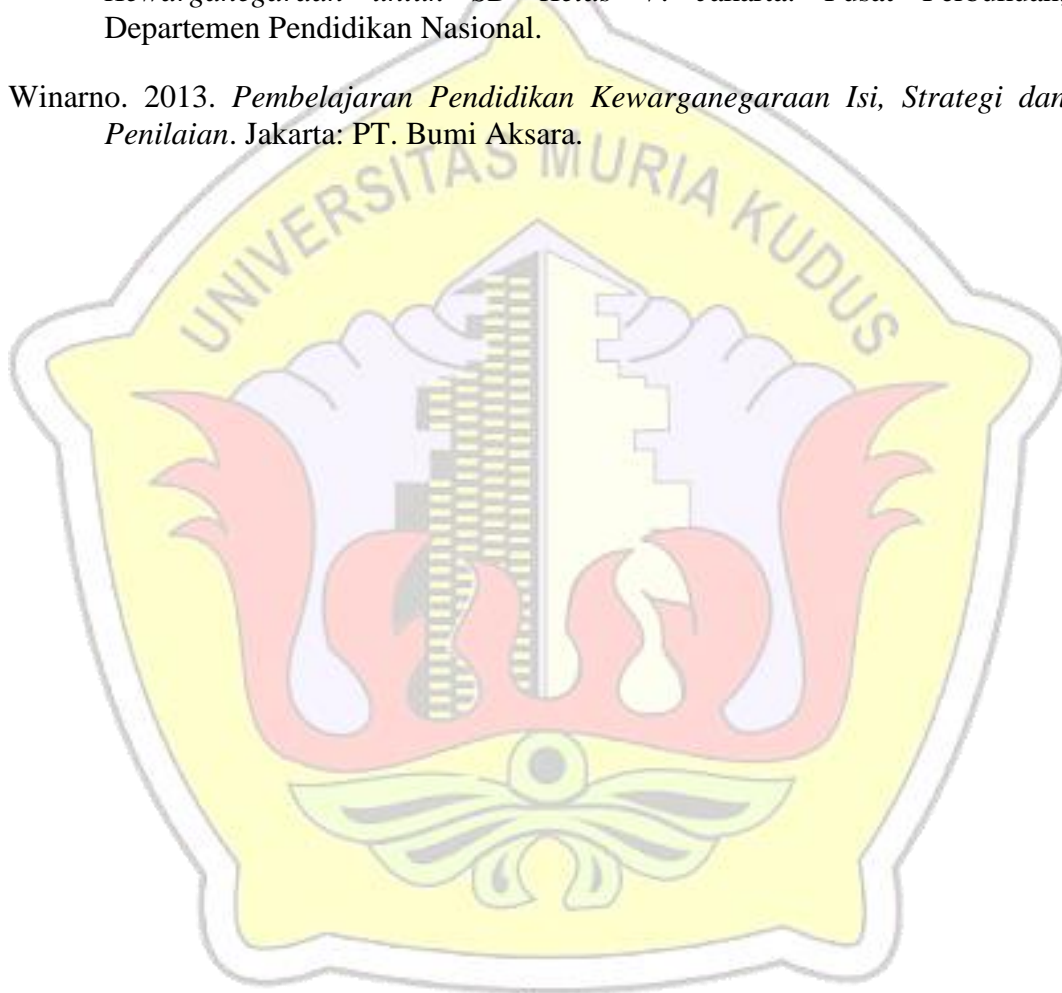 Departemen Pendidikan Nasional.
Winarno. 2013. Pembelajaran Pendidikan Kewarganegaraan Isi, Strategi dan
Penilaian. Jakarta: PT. Bumi Aksara.
UNIVERSITAS MURIA KUDUS